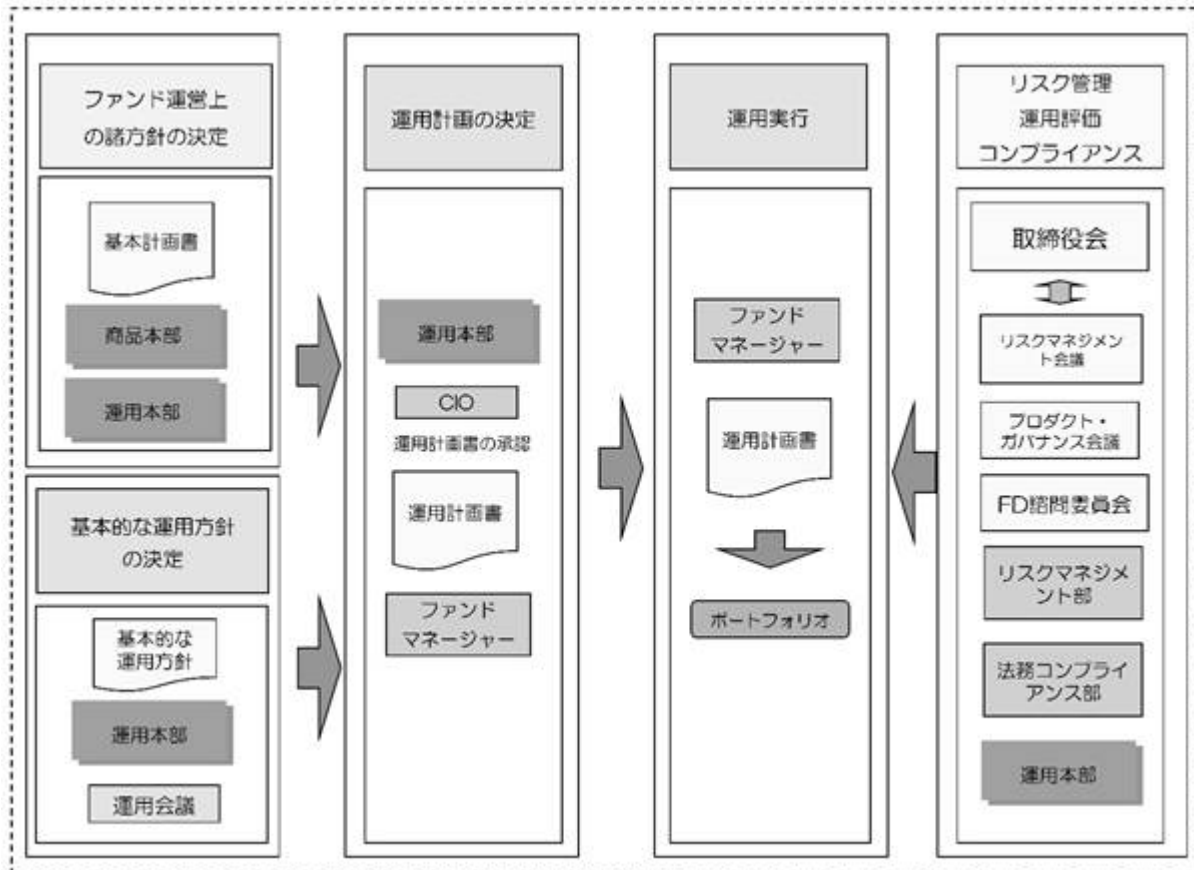 ファンド運営上
の諸方針の決定
基本計画書
商品本部
運用本部
基本的な運用方針
の決定
基本的な
運用方針
運用本部
運用会議
運用計画の決定
運用本部
CIO
運用計画書の承認
運用計画書
ファンド
マネージャー
運用実行
ファンド
マネージャー
運用計画書
ポートフォリオ
リスク管理
運用評価
コンプライアンス
取締役会
リスクマネジメン
ト会議
プロダクト・
ガバナンス会議
FD諮問委員会
リスクマネジメ
ント部
法務コンプライ
アンス部
運用本部